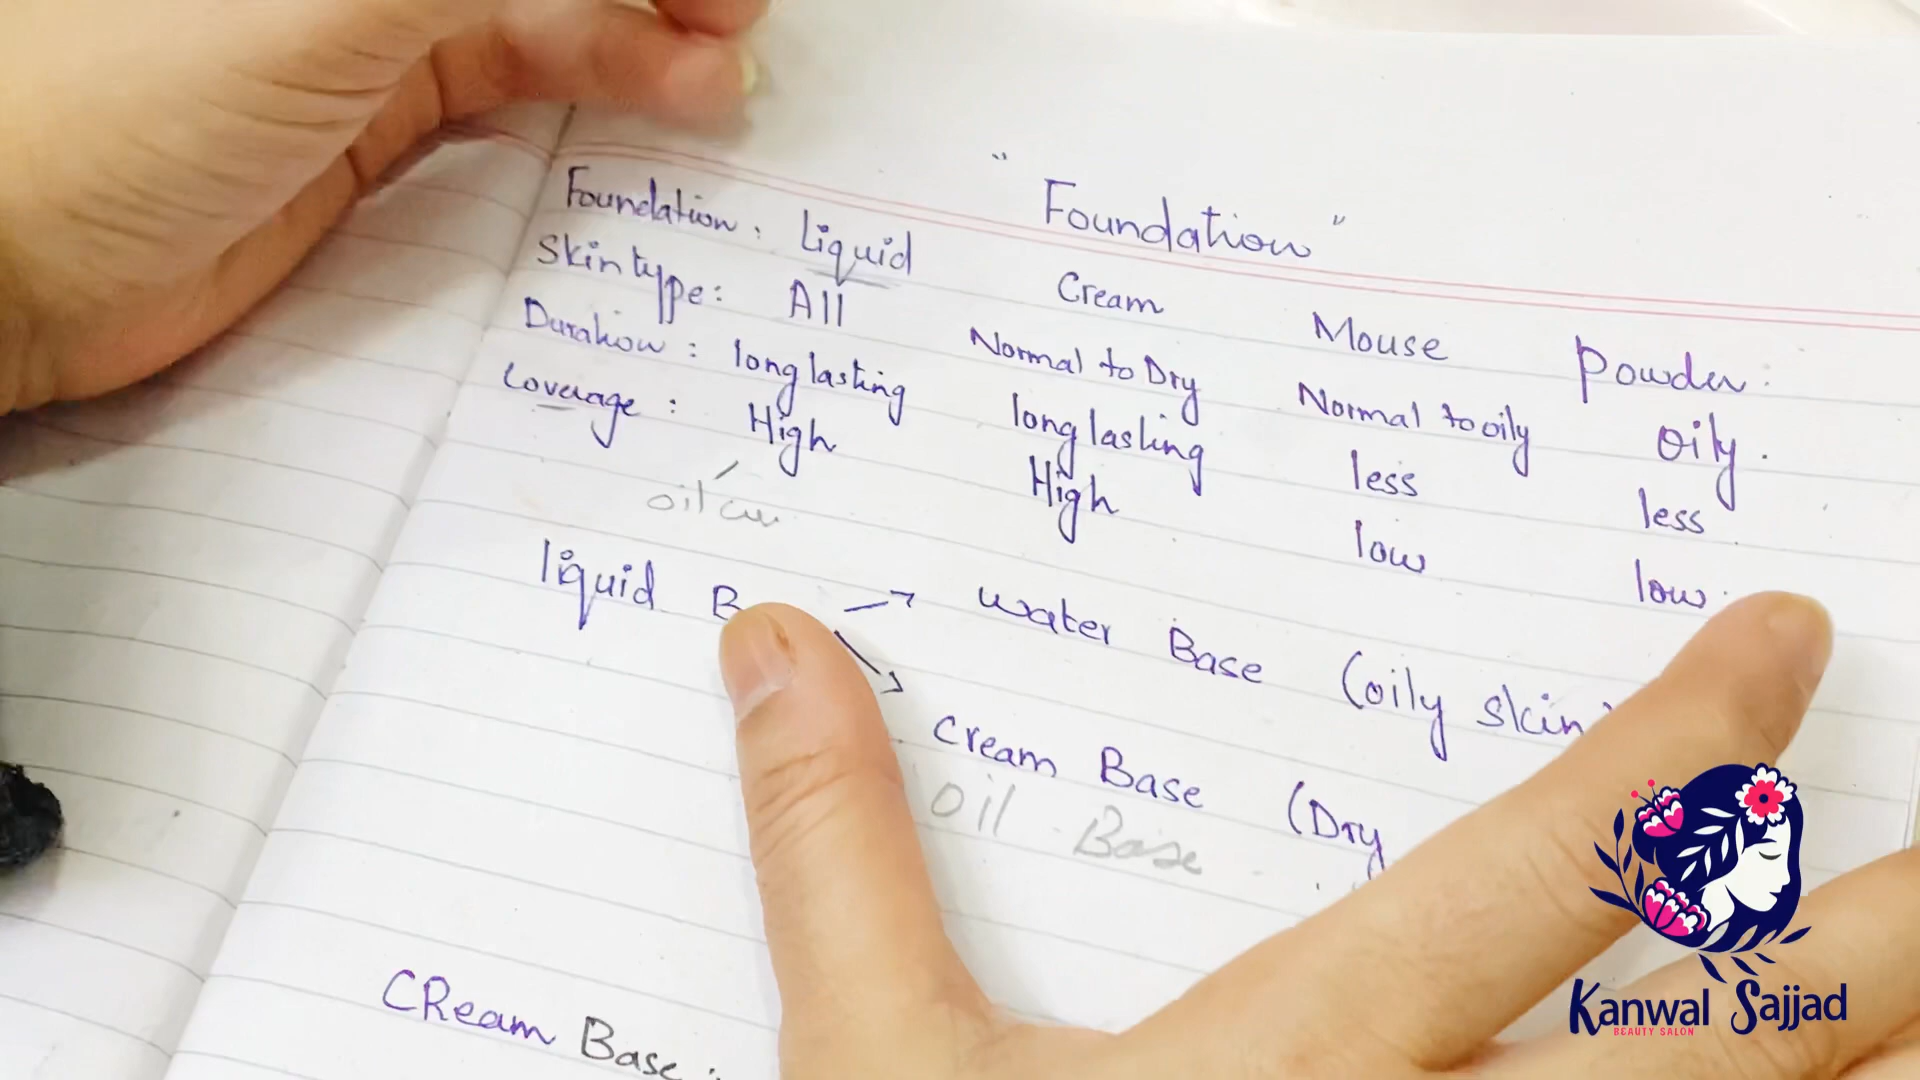 "Foundation"
Foundation: Liquid Cream Mouse Powder.
Skin type: All Normal to Dry Normal to oily oily.
Duration: long lasting long lasting less less
Coverage: High High low low.
oil
liquid → water Base (oily skin)
Cream Base (Dry
Oil Base
CReam Base:
Kanwal Sajjad
BEAUTY SALON